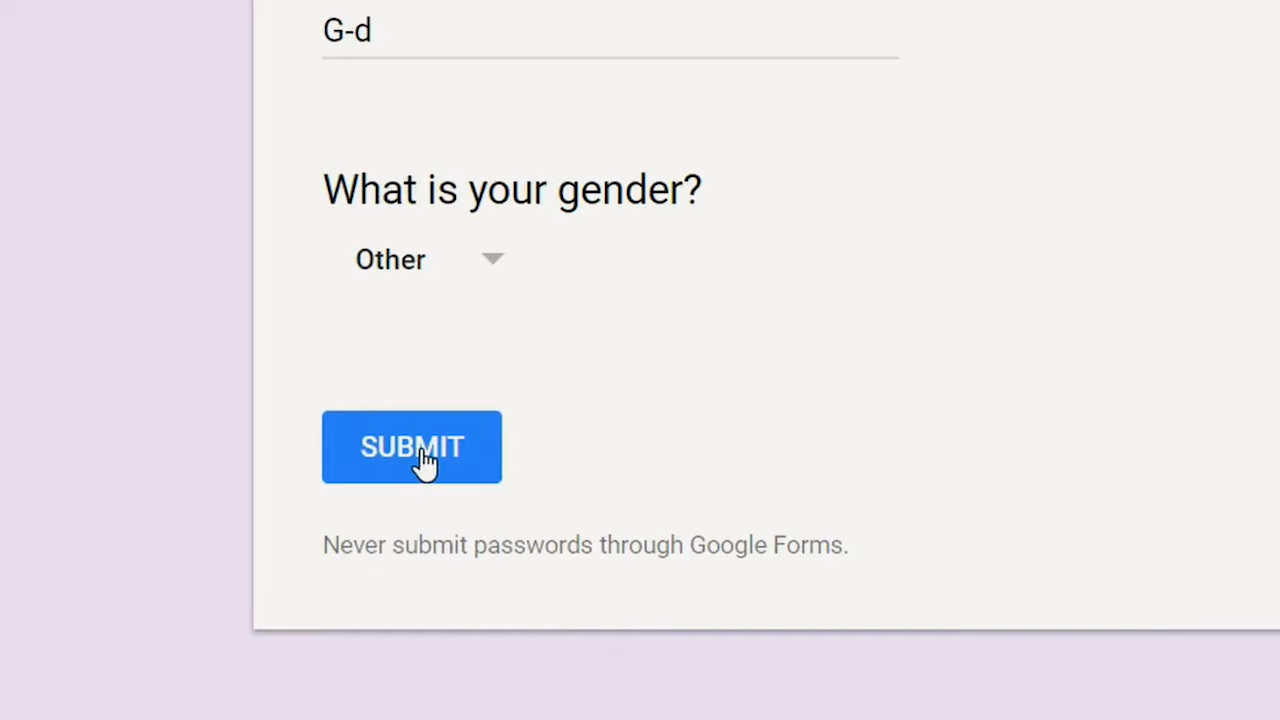 G-d
What is your gender?
Other
SUBMIT
Never submit passwords through Google Forms.